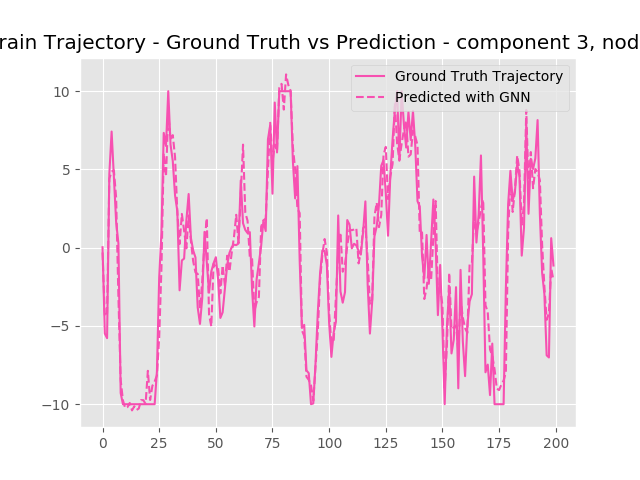 rain Trajectory - Ground Truth vs Prediction - component 3, nod
Ground Truth Trajectory
Predicted with GNN
10
5
0
−5
−10
0 25 50 75 100 125 150 175 200